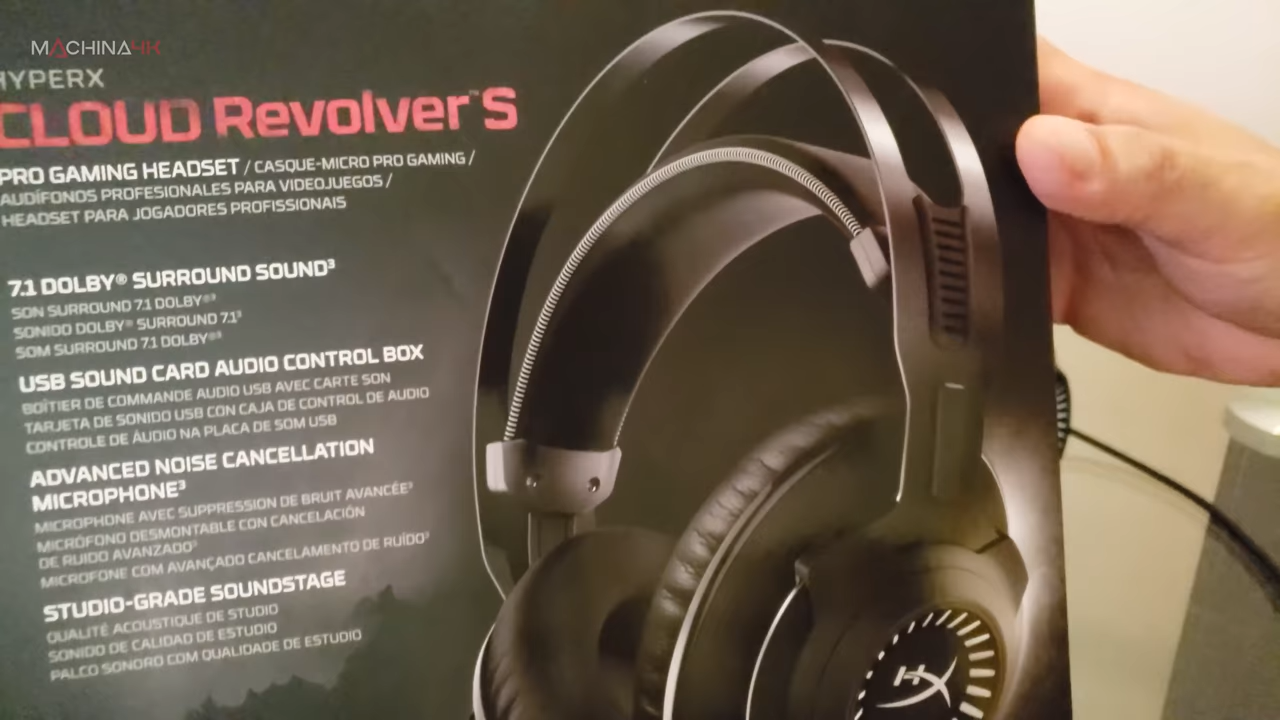 MACHINAHK
HYPERX
CLOUD Revolver™S
PRO GAMING HEADSET / CASQUE-MICRO PRO GAMING /
AUDÍFONOS PROFESIONALES PARA VIDEOJUEGOS /
HEADSET PARA JOGADORES PROFISSIONAIS
7.1 DOLBY® SURROUND SOUND³
SON SURROUND 7.1 DOLBY®³
SONIDO DOLBY® SURROUND 7.1³
SOM SURROUND 7.1 DOLBY®³
USB SOUND CARD AUDIO CONTROL BOX
BOÎTIER DE COMMANDE AUDIO USB AVEC CARTE SON
TARJETA DE SONIDO USB CON CAJA DE CONTROL DE AUDIO
CONTROLE DE ÁUDIO NA PLACA DE SOM USB
ADVANCED NOISE CANCELLATION
MICROPHONE³
MICROPHONE AVEC SUPPRESSION DE BRUIT AVANCÉE³
MICRÓFONO DESMONTABLE CON CANCELACIÓN
DE RUIDO AVANZADO³
MICROFONE COM AVANÇADO CANCELAMENTO DE RUÍDO³
STUDIO-GRADE SOUNDSTAGE
QUALITÉ ACOUSTIQUE DE STUDIO
SONIDO DE CALIDAD DE ESTUDIO
PALCO SONORO COM QUALIDADE DE ESTUDIO
HX